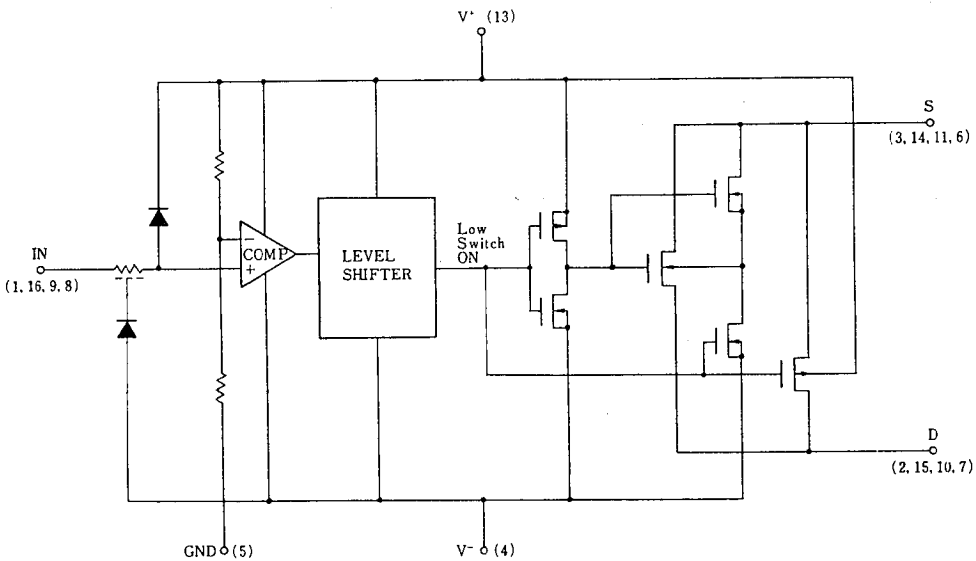 V⁺ (13)
S
(3, 14, 11, 6)
IN
(1, 16, 9, 8)
−
COMP
+
LEVEL
SHIFTER
Low
Switch
ON
D
(2, 15, 10, 7)
GND (5)
V⁻ (4)